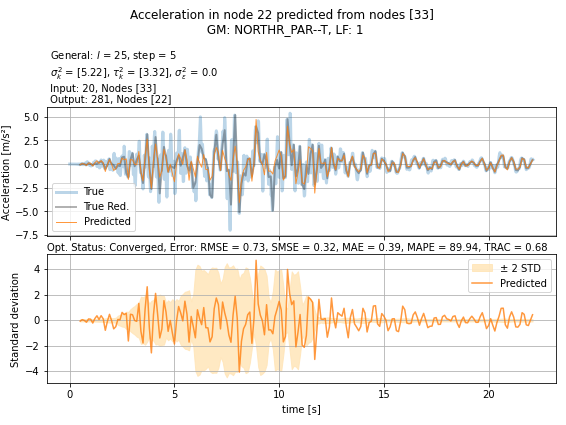 Acceleration in node 22 predicted from nodes [33]
GM: NORTHR_PAR--T, LF: 1
General: l = 25, step = 5
σ²ₖ = [5.22], τ²ₖ = [3.32], σ²ε = 0.0
Input: 20, Nodes [33]
Output: 281, Nodes [22]
Acceleration [m/s²]
5.0
2.5
0.0
−2.5
−5.0
−7.5
True
True Red.
Predicted
Opt. Status: Converged, Error: RMSE = 0.73, SMSE = 0.32, MAE = 0.39, MAPE = 89.94, TRAC = 0.68
Standard deviation
4
2
0
−2
−4
± 2 STD
Predicted
0 5 10 15 20
time [s]